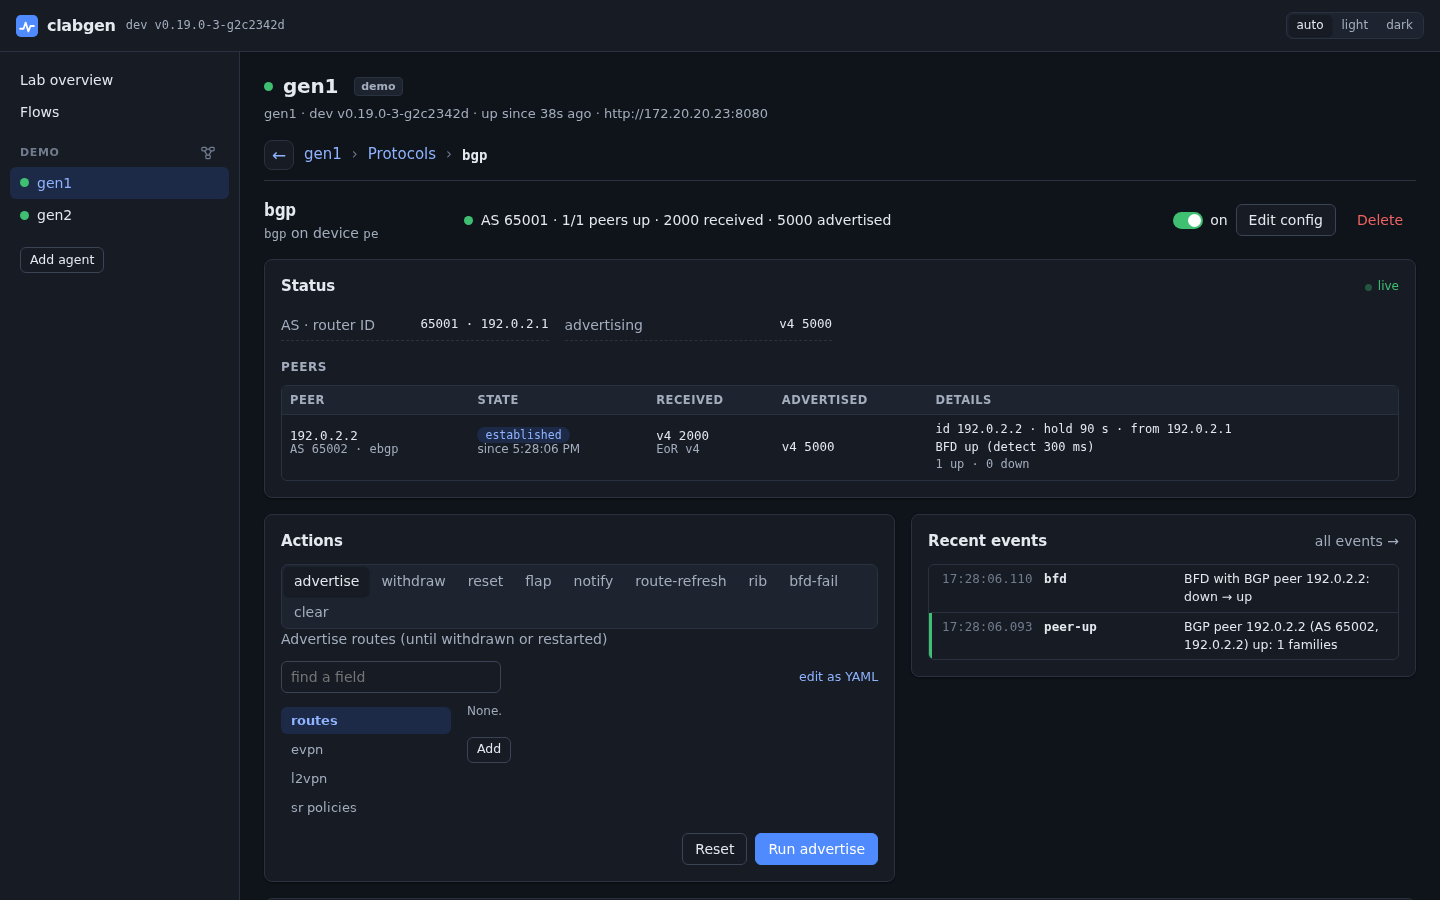 clabgen dev v0.19.0-3-g2c2342d
auto light dark
Lab overview
Flows
DEMO
gen1
gen2
Add agent
gen1 demo
gen1 · dev v0.19.0-3-g2c2342d · up since 38s ago · http://172.20.20.23:8080
← gen1 › Protocols › bgp
bgp
bgp on device pe
AS 65001 · 1/1 peers up · 2000 received · 5000 advertised
on Edit config Delete
Status
live
AS · router ID 65001 · 192.0.2.1 advertising v4 5000
PEERS
PEER STATE RECEIVED ADVERTISED DETAILS
192.0.2.2 established v4 2000 v4 5000 id 192.0.2.2 · hold 90 s · from 192.0.2.1
AS 65002 · ebgp since 5:28:06 PM EoR v4 BFD up (detect 300 ms)
1 up · 0 down
Actions
advertise withdraw reset flap notify route-refresh rib bfd-fail
clear
Advertise routes (until withdrawn or restarted)
find a field edit as YAML
routes
evpn
l2vpn
sr policies
None.
Add
Reset Run advertise
Recent events all events →
17:28:06.110 bfd BFD with BGP peer 192.0.2.2:
down → up
17:28:06.093 peer-up BGP peer 192.0.2.2 (AS 65002,
192.0.2.2) up: 1 families